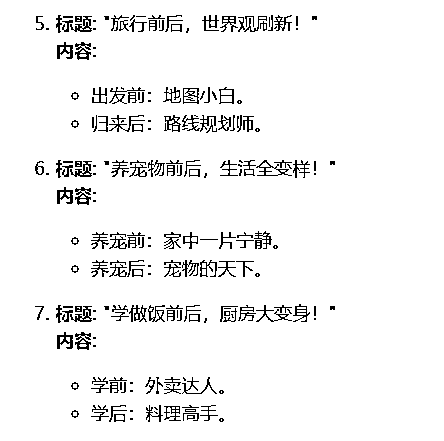 5. 标题: "旅行前后，世界观刷新！"
内容:
出发前：地图小白。
归来后：路线规划师。
6. 标题: "养宠物前后，生活全变样！"
内容:
养宠前：家中一片宁静。
养宠后：宠物的天下。
7. 标题: "学做饭前后，厨房大变身！"
内容:
学前：外卖达人。
学后：料理高手。